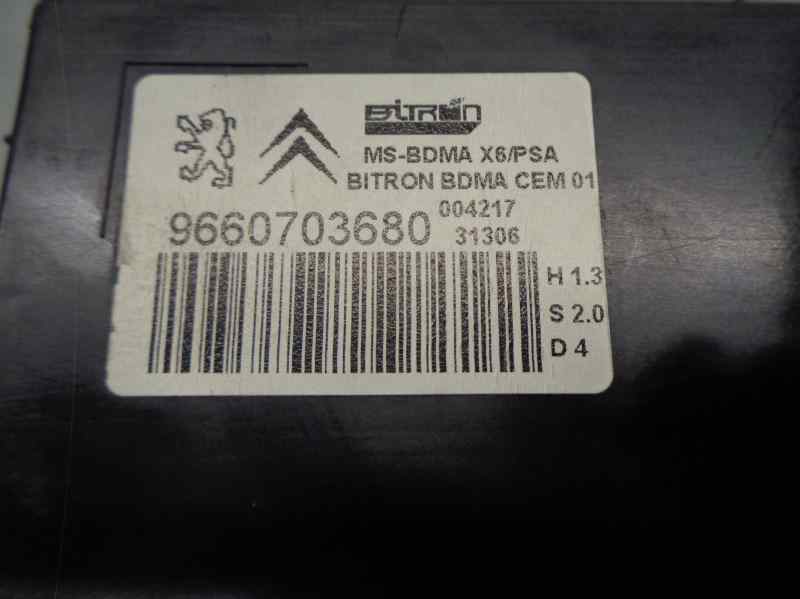 BiTRON
MS-BDMA X6/PSA
BITRON BDMA CEM 01
004217
9660703680
31306
H 1.3
S 2.0
D 4